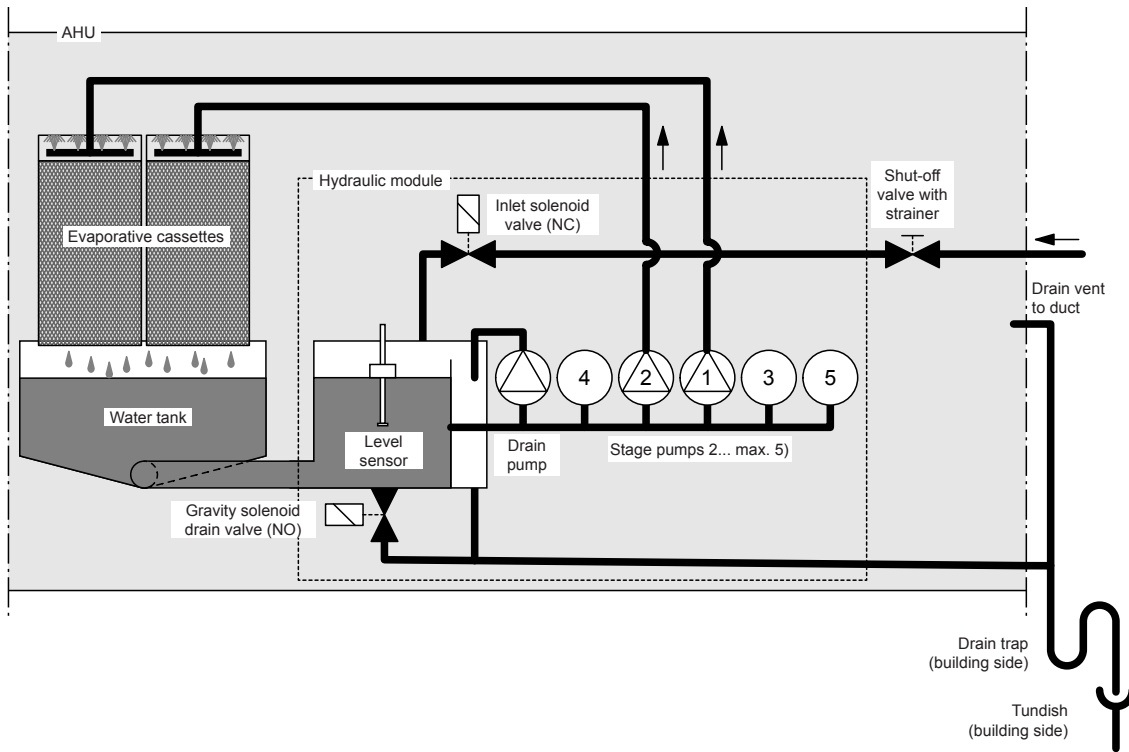 AHU
Hydraulic module
Inlet solenoid
valve (NC)
Shut-off
valve with
strainer
Evaporative cassettes
Drain vent
to duct
4
2
1
3
5
Water tank
Level
sensor
Drain
pump
Stage pumps 2... max. 5)
Gravity solenoid
drain valve (NO)
Drain trap
(building side)
Tundish
(building side)